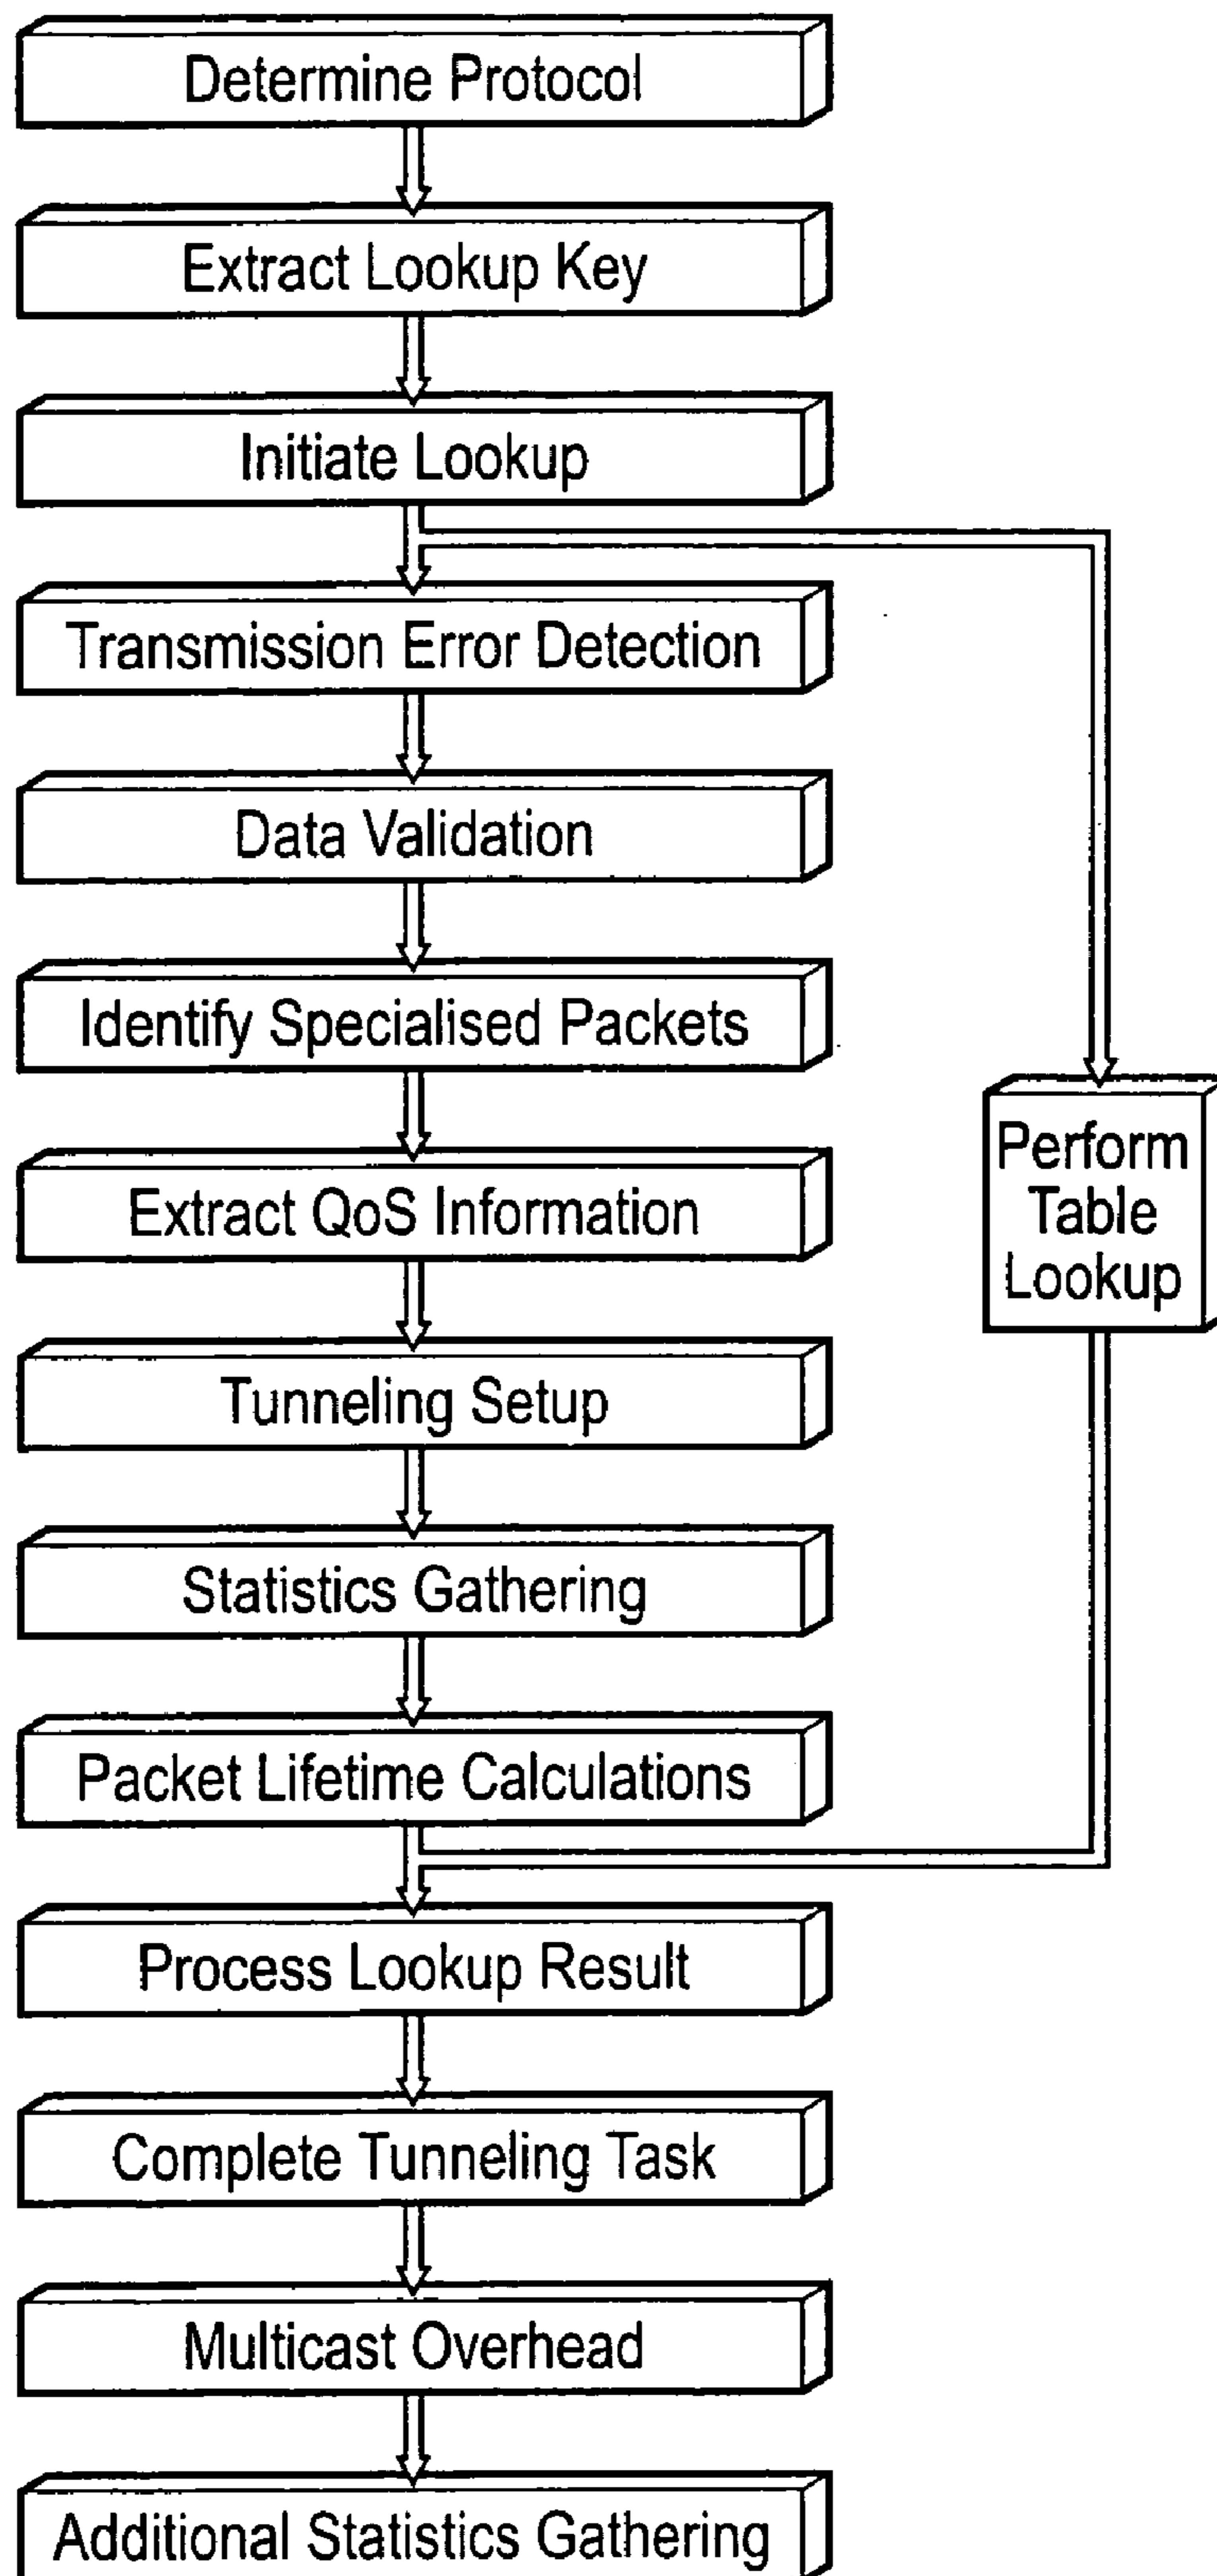 Determine Protocol
Extract Lookup Key
Initiate Lookup
Transmission Error Detection
Data Validation
Identify Specialised Packets
Extract QoS Information
Perform
Table
Lookup
Tunneling Setup
Statistics Gathering
Packet Lifetime Calculations
Process Lookup Result
Complete Tunneling Task
Multicast Overhead
Additional Statistics Gathering